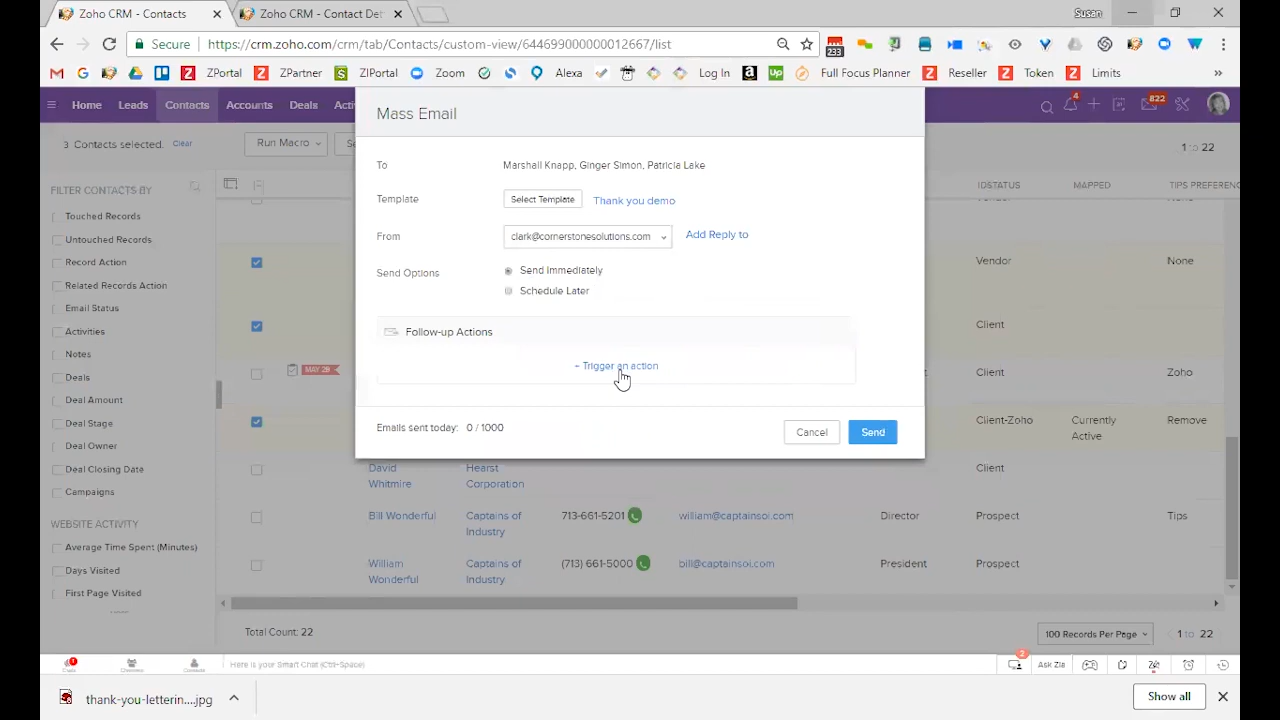 Zoho CRM - Contacts
Zoho CRM - Contact Det
Susan
Secure
https://crm.zoho.com/crm/tab/Contacts/custom-view/644699000000012667/list
233
ZPortal
ZPartner
ZIPortal
Zoom
Alexa
Log In
Full Focus Planner
Reseller
Token
Limits
»
Home
Leads
Contacts
Accounts
Deals
4
822
Mass Email
3 Contacts selected.
Clear
Run Macro
1 to 22
To
Marshall Knapp, Ginger Simon, Patricia Lake
Template
Select Template
Thank you demo
From
clark@cornerstonesolutions.com
Add Reply to
Send Options
Send Immediately
Schedule Later
Follow-up Actions
+ Trigger an action
Emails sent today: 0 / 1000
Cancel
Send
FILTER CONTACTS BY
Touched Records
Untouched Records
Record Action
Related Records Action
Email Status
Activities
Notes
Deals
Deal Amount
Deal Stage
Deal Owner
Deal Closing Date
Campaigns
WEBSITE ACTIVITY
Average Time Spent (Minutes)
Days Visited
First Page Visited
IDSTATUS
MAPPED
TIPS PREFERENC
Vendor
None
Client
MAY 28
Client
Zoho
Client-Zoho
Currently
Active
Remove
David
Whitmire
Hearst
Corporation
Client
Bill Wonderful
Captains of
Industry
713-661-5201
william@captainsoi.com
Director
Prospect
Tips
William
Wonderful
Captains of
Industry
(713) 661-5000
bill@captainsoi.com
President
Prospect
Total Count: 22
100 Records Per Page
1 to 22
Here is your Smart Chat (Ctrl+Space)
2
Ask Zia
thank-you-letterin....jpg
Show all